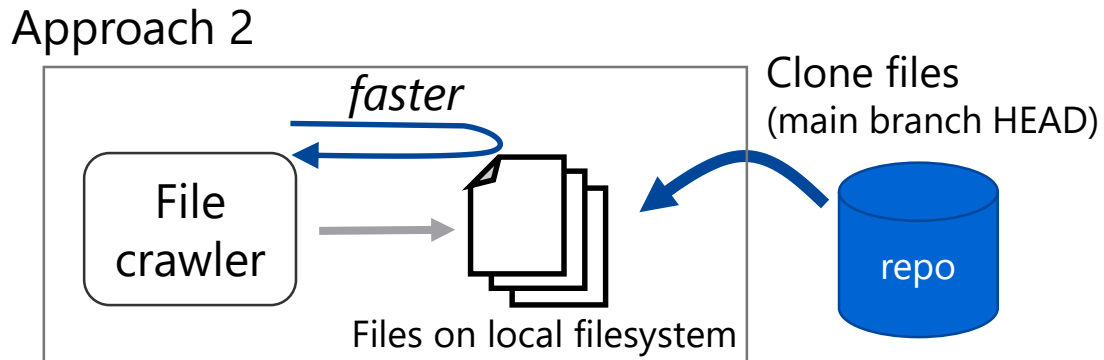 Approach 2
faster
Clone files
(main branch HEAD)
File
crawler
repo
Files on local filesystem